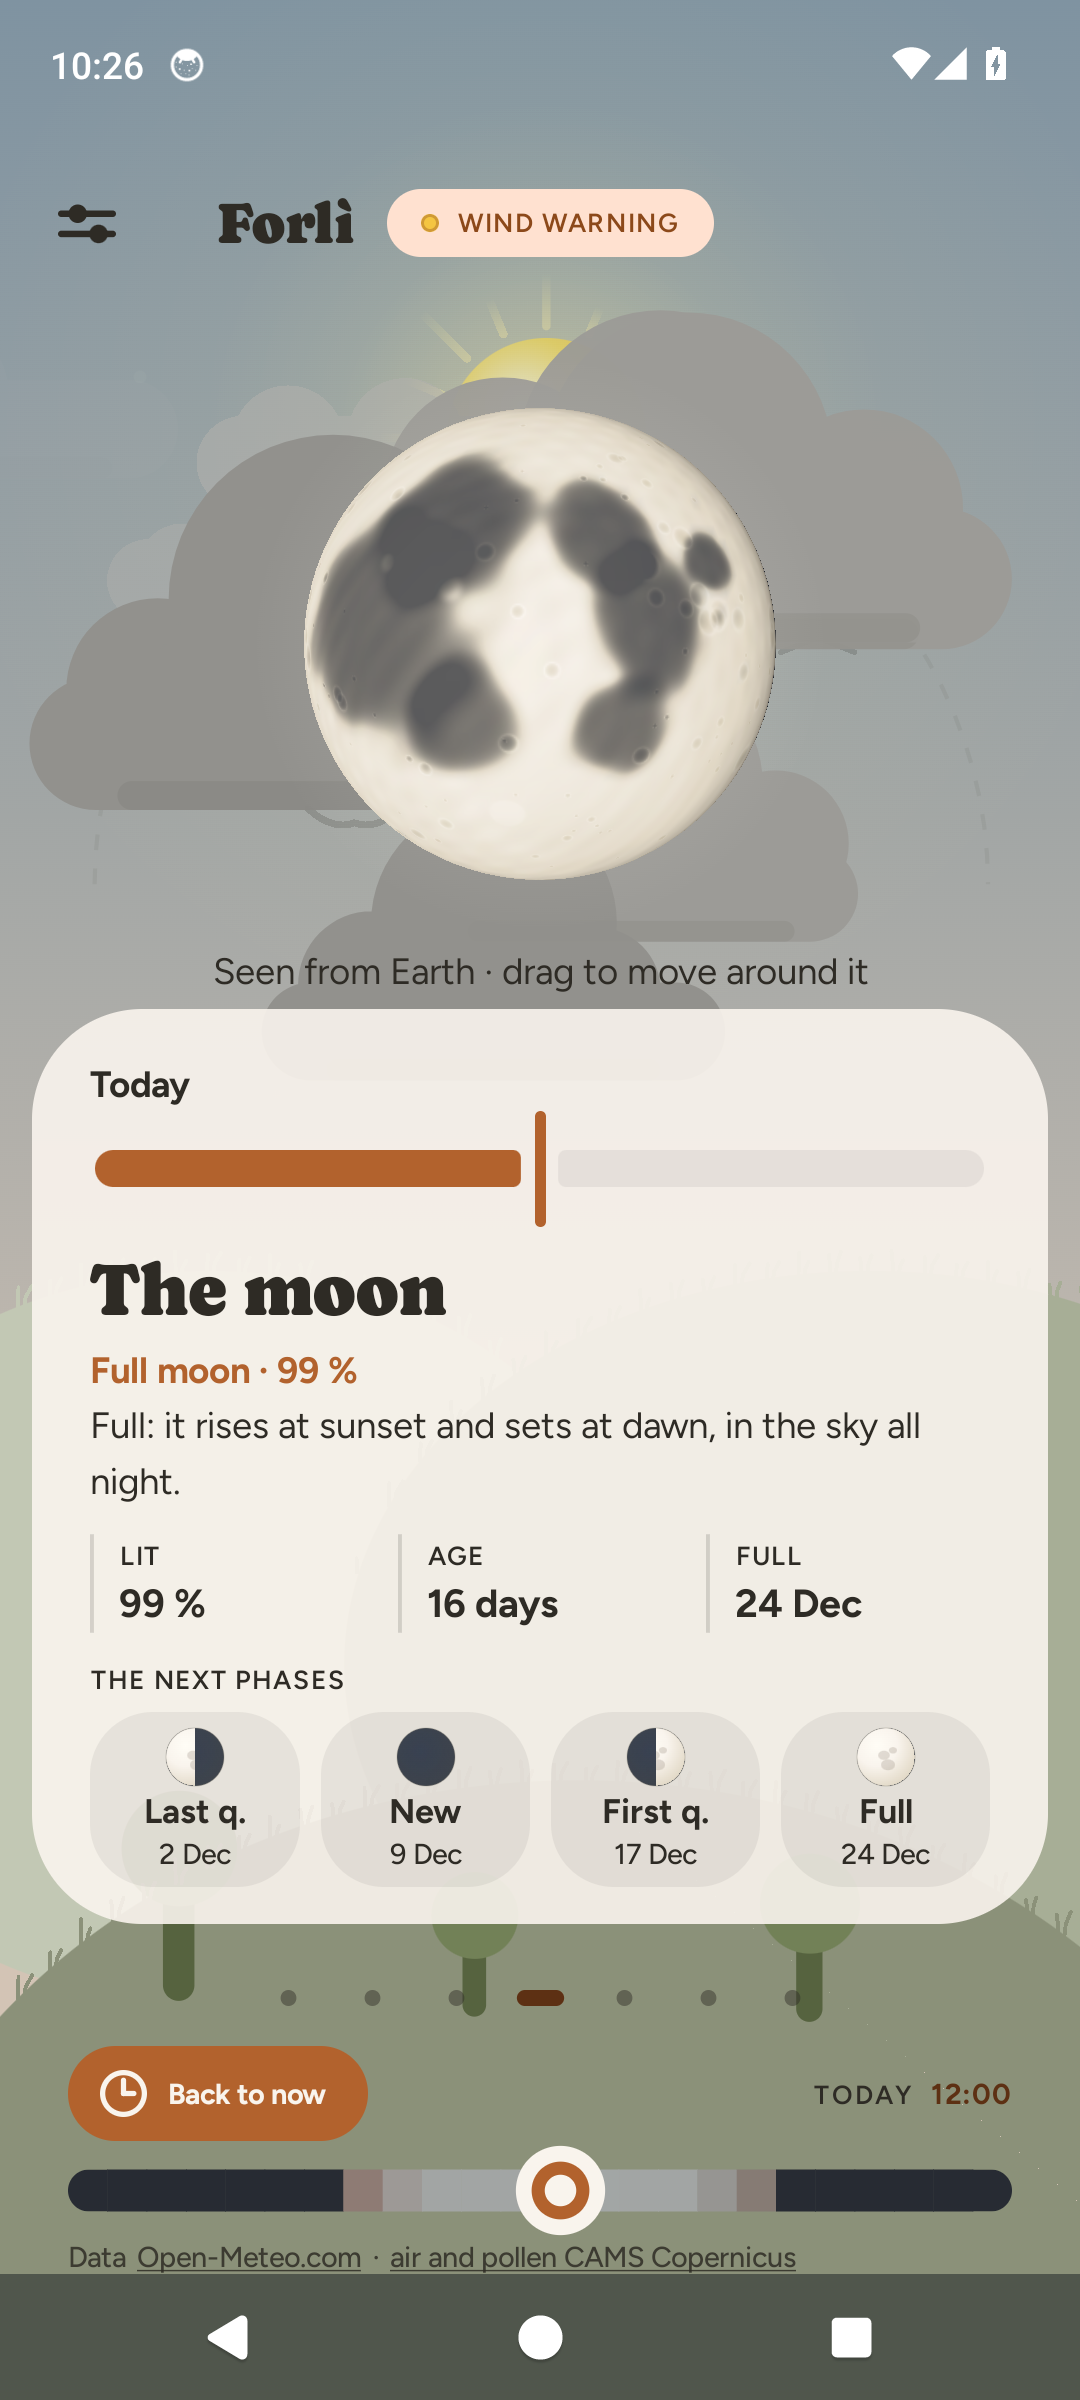 10:26
Forlì
WIND WARNING
Seen from Earth · drag to move around it
Today
The moon
Full moon · 99 %
Full: it rises at sunset and sets at dawn, in the sky all
night.
LIT
99 %
AGE
16 days
FULL
24 Dec
THE NEXT PHASES
Last q.
2 Dec
New
9 Dec
First q.
17 Dec
Full
24 Dec
Back to now
TODAY 12:00
Data Open-Meteo.com · air and pollen CAMS Copernicus